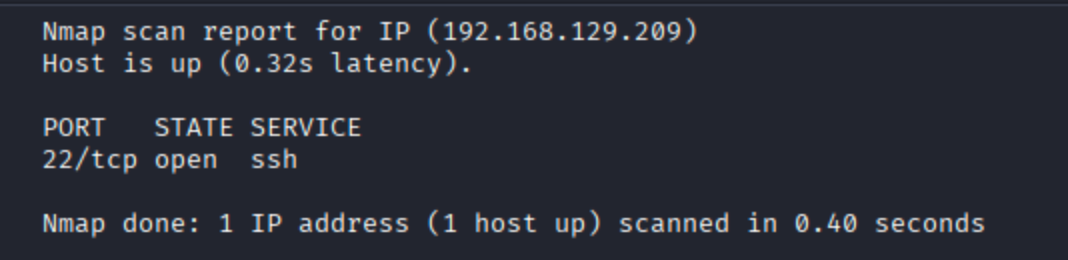 Nmap scan report for IP (192.168.129.209)
Host is up (0.32s latency).
PORT   STATE SERVICE
22/tcp open  ssh
Nmap done: 1 IP address (1 host up) scanned in 0.40 seconds